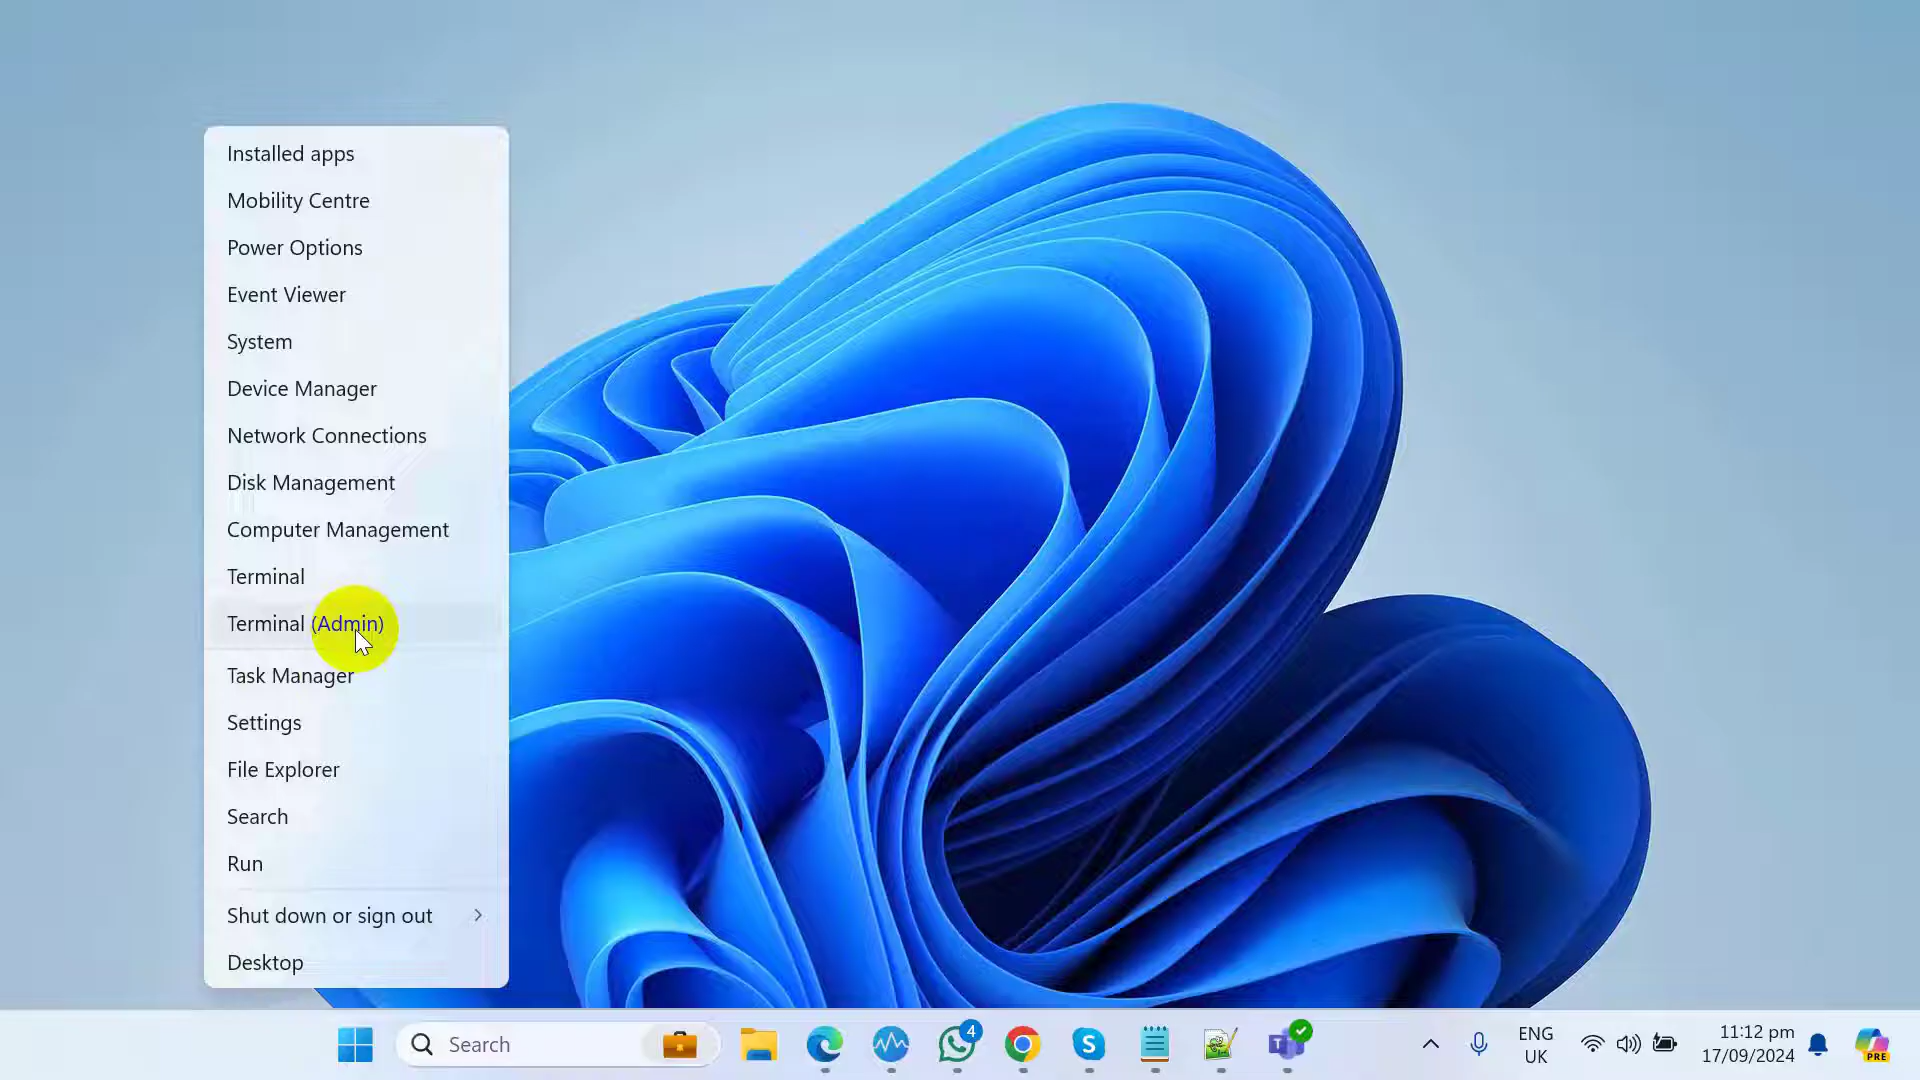 Installed apps
Mobility Centre
Power Options
Event Viewer
System
Device Manager
Network Connections
Disk Management
Computer Management
Terminal
Terminal (Admin)
Task Manager
Settings
File Explorer
Search
Run
Shut down or sign out
Desktop
Search
4
S
T
ENG
UK
11:12 pm
17/09/2024
PRE